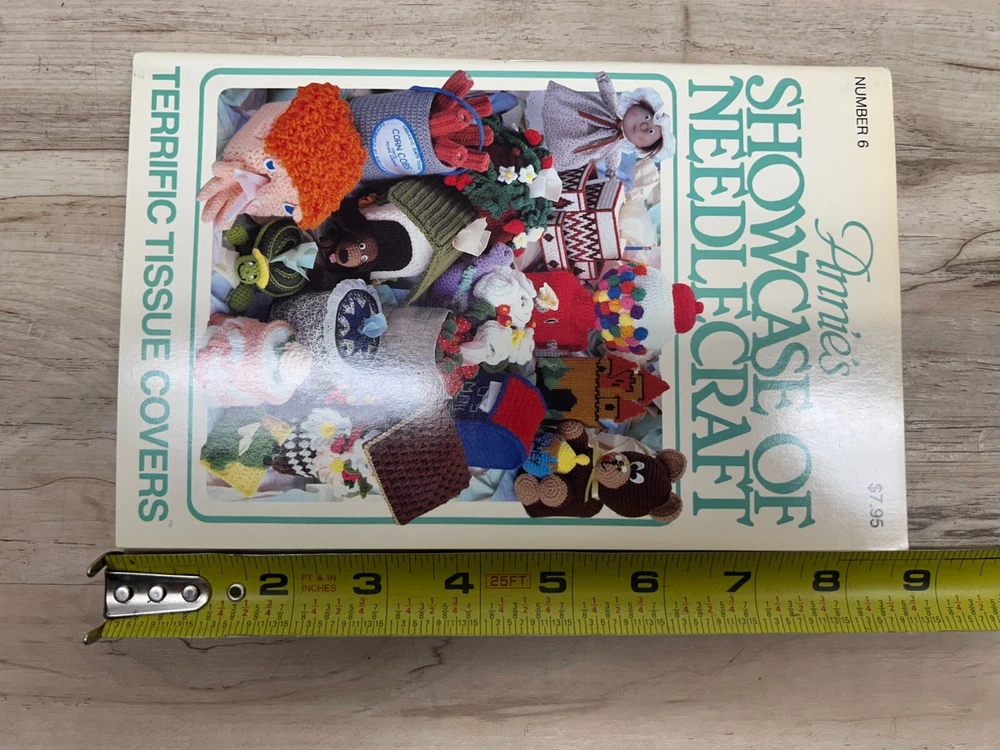 NUMBER 6
Annie's
SHOWCASE OF
NEEDLECRAFT
$7.95
CORN COBS
TERRIFIC TISSUE COVERS™
2 FT & IN INCHES 3 4 25FT 5 6 7 8 9